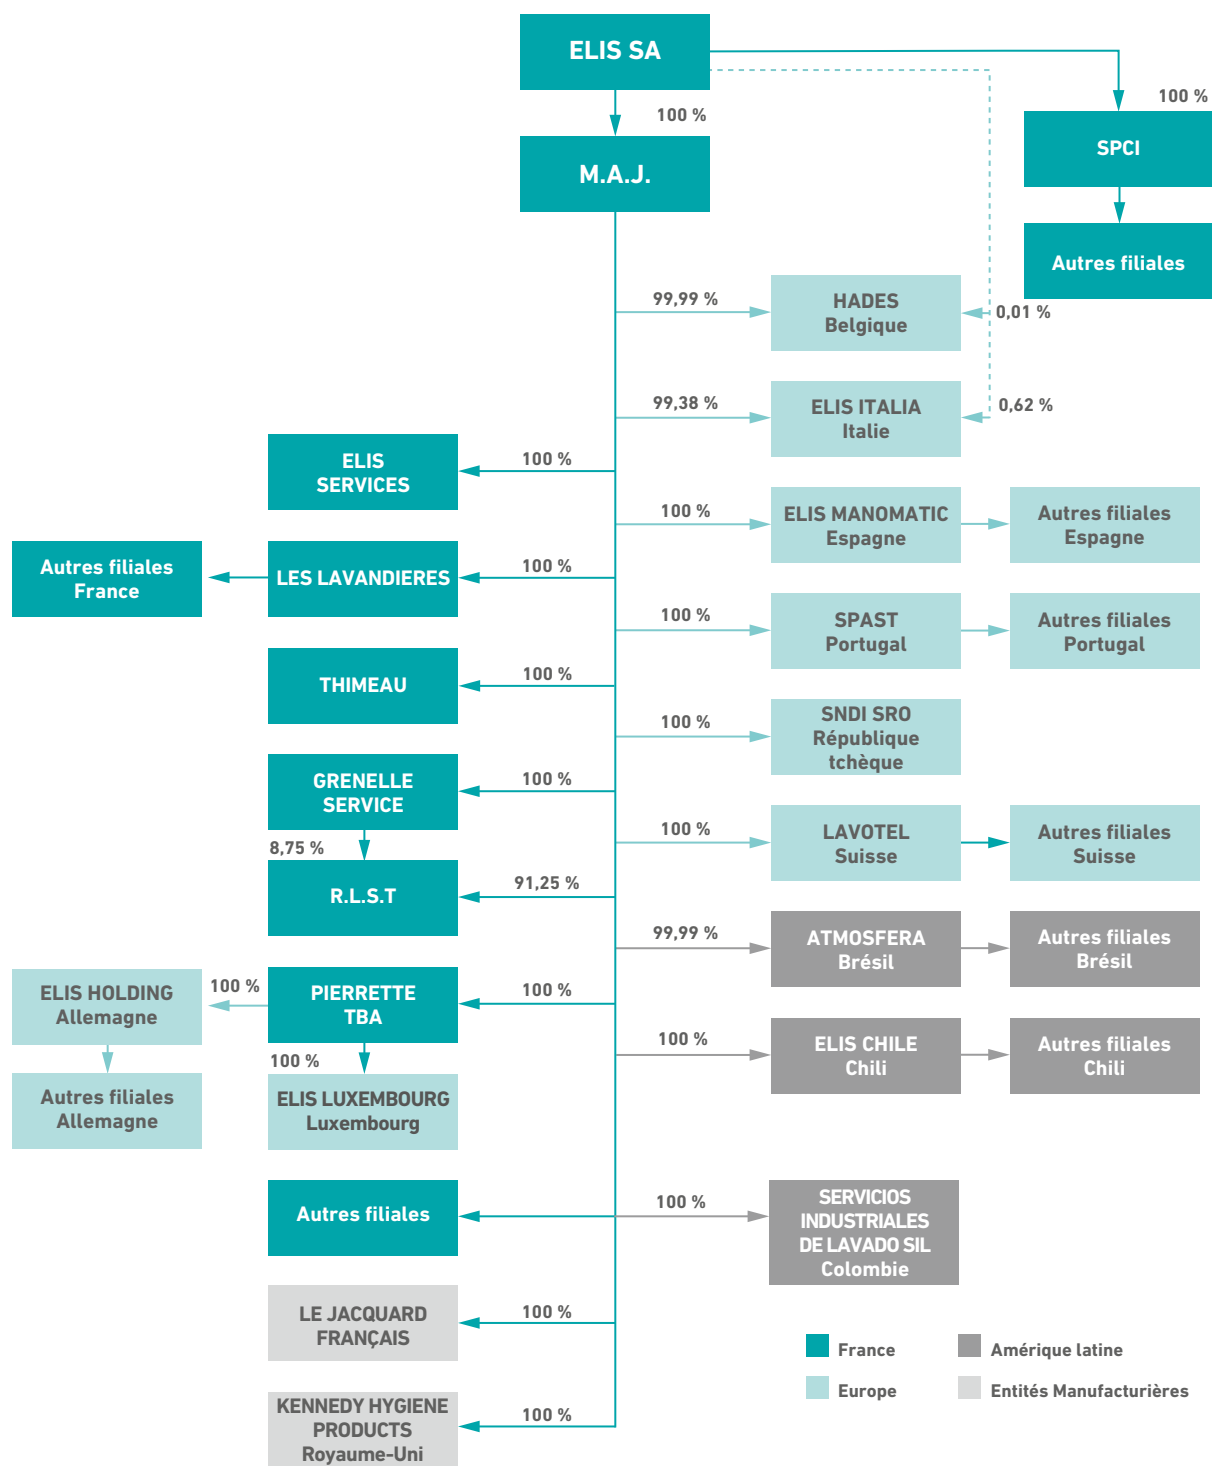 ELIS SA
100 %
100 %
M.A.J.
SPCI
Autres filiales
99,99 %
HADES
Belgique
0,01 %
99,38 %
ELIS ITALIA
Italie
0,62 %
ELIS
SERVICES
100 %
100 %
ELIS MANOMATIC
Espagne
Autres filiales
Espagne
Autres filiales
France
LES LAVANDIERES
100 %
100 %
SPAST
Portugal
Autres filiales
Portugal
THIMEAU
100 %
100 %
SNDI SRO
République
tchèque
GRENELLE
SERVICE
100 %
100 %
LAVOTEL
Suisse
Autres filiales
Suisse
8,75 %
R.L.S.T
91,25 %
99,99 %
ATMOSFERA
Brésil
Autres filiales
Brésil
ELIS HOLDING
Allemagne
100 %
PIERRETTE
TBA
100 %
100 %
ELIS CHILE
Chili
Autres filiales
Chili
100 %
Autres filiales
Allemagne
ELIS LUXEMBOURG
Luxembourg
Autres filiales
100 %
SERVICIOS
INDUSTRIALES
DE LAVADO SIL
Colombie
LE JACQUARD
FRANÇAIS
100 %
KENNEDY HYGIENE
PRODUCTS
Royaume-Uni
100 %
France
Amérique latine
Europe
Entités Manufacturières